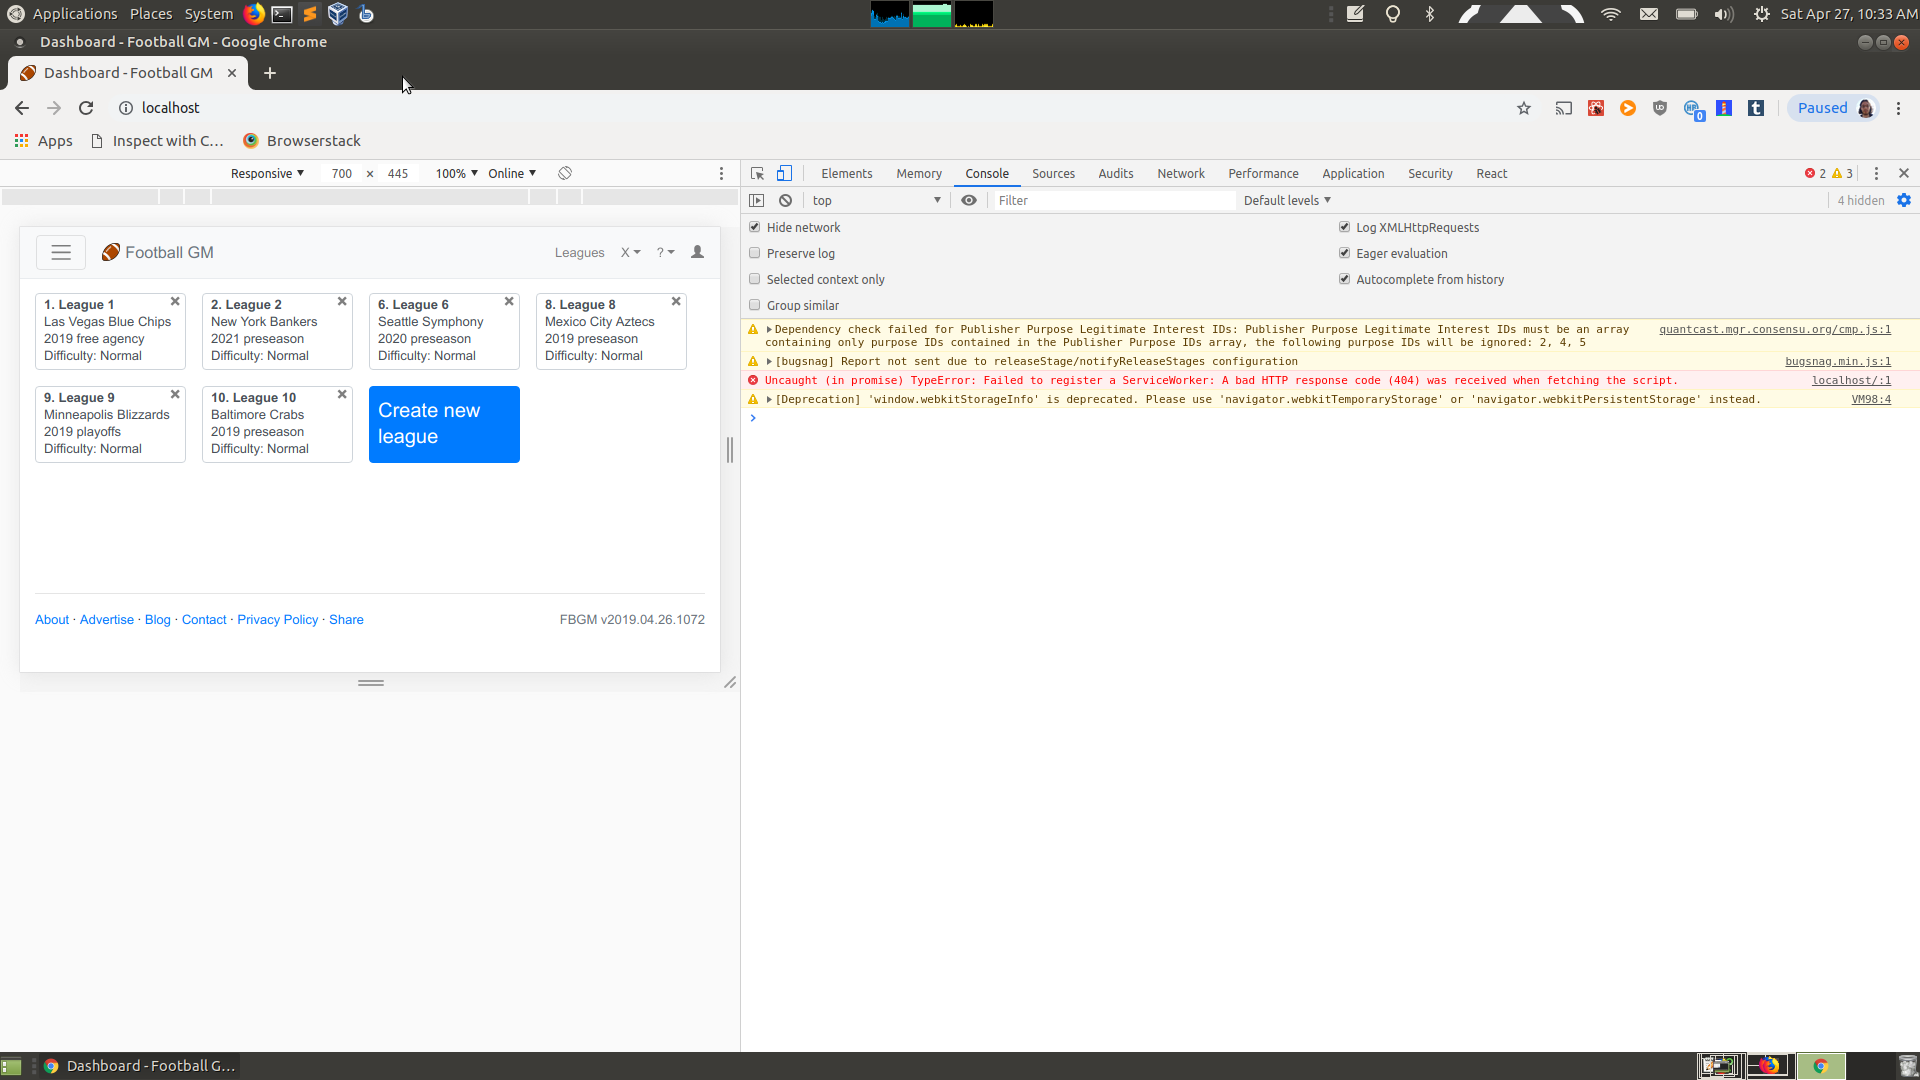 Applications Places System
Sat Apr 27, 10:33 AM
Dashboard - Football GM - Google Chrome
Dashboard - Football GM
localhost
0
Paused
Apps Inspect with C… Browserstack
Responsive 700 × 445 100% Online
Elements Memory Console Sources Audits Network Performance Application Security React
2 3
top Filter Default levels 4 hidden
Hide network
Log XMLHttpRequests
Preserve log
Eager evaluation
Selected context only
Autocomplete from history
Group similar
Football GM
Leagues X ?
1. League 1
Las Vegas Blue Chips
2019 free agency
Difficulty: Normal
2. League 2
New York Bankers
2021 preseason
Difficulty: Normal
6. League 6
Seattle Symphony
2020 preseason
Difficulty: Normal
8. League 8
Mexico City Aztecs
2019 preseason
Difficulty: Normal
9. League 9
Minneapolis Blizzards
2019 playoffs
Difficulty: Normal
10. League 10
Baltimore Crabs
2019 preseason
Difficulty: Normal
Create new
league
About · Advertise · Blog · Contact · Privacy Policy · Share
FBGM v2019.04.26.1072
Dependency check failed for Publisher Purpose Legitimate Interest IDs: Publisher Purpose Legitimate Interest IDs must be an array quantcast.mgr.consensu.org/cmp.js:1
containing only purpose IDs contained in the Publisher Purpose IDs array, the following purpose IDs will be ignored: 2, 4, 5
[bugsnag] Report not sent due to releaseStage/notifyReleaseStages configuration bugsnag.min.js:1
Uncaught (in promise) TypeError: Failed to register a ServiceWorker: A bad HTTP response code (404) was received when fetching the script. localhost/:1
[Deprecation] 'window.webkitStorageInfo' is deprecated. Please use 'navigator.webkitTemporaryStorage' or 'navigator.webkitPersistentStorage' instead. VM98:4
Dashboard - Football G…